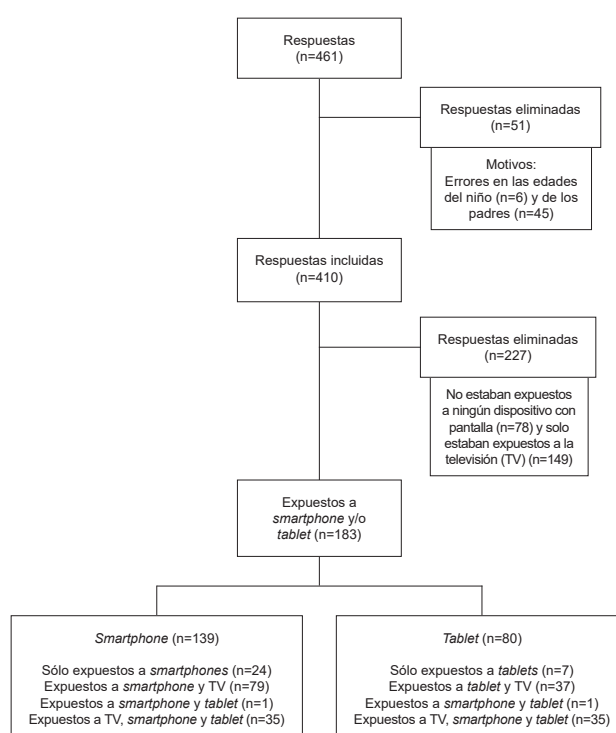 Respuestas
(n=461)
Respuestas eliminadas
(n=51)
Motivos:
Errores en las edades
del niño (n=6) y de los
padres (n=45)
Respuestas incluidas
(n=410)
Respuestas eliminadas
(n=227)
No estaban expuestos
a ningún dispositivo con
pantalla (n=78) y solo
estaban expuestos a la
televisión (TV) (n=149)
Expuestos a
smartphone y/o
tablet (n=183)
Smartphone (n=139)
Sólo expuestos a smartphones (n=24)
Expuestos a smartphone y TV (n=79)
Expuestos a smartphone y tablet (n=1)
Expuestos a TV, smartphone y tablet (n=35)
Tablet (n=80)
Sólo expuestos a tablets (n=7)
Expuestos a tablet y TV (n=37)
Expuestos a smartphone y tablet (n=1)
Expuestos a TV, smartphone y tablet (n=35)